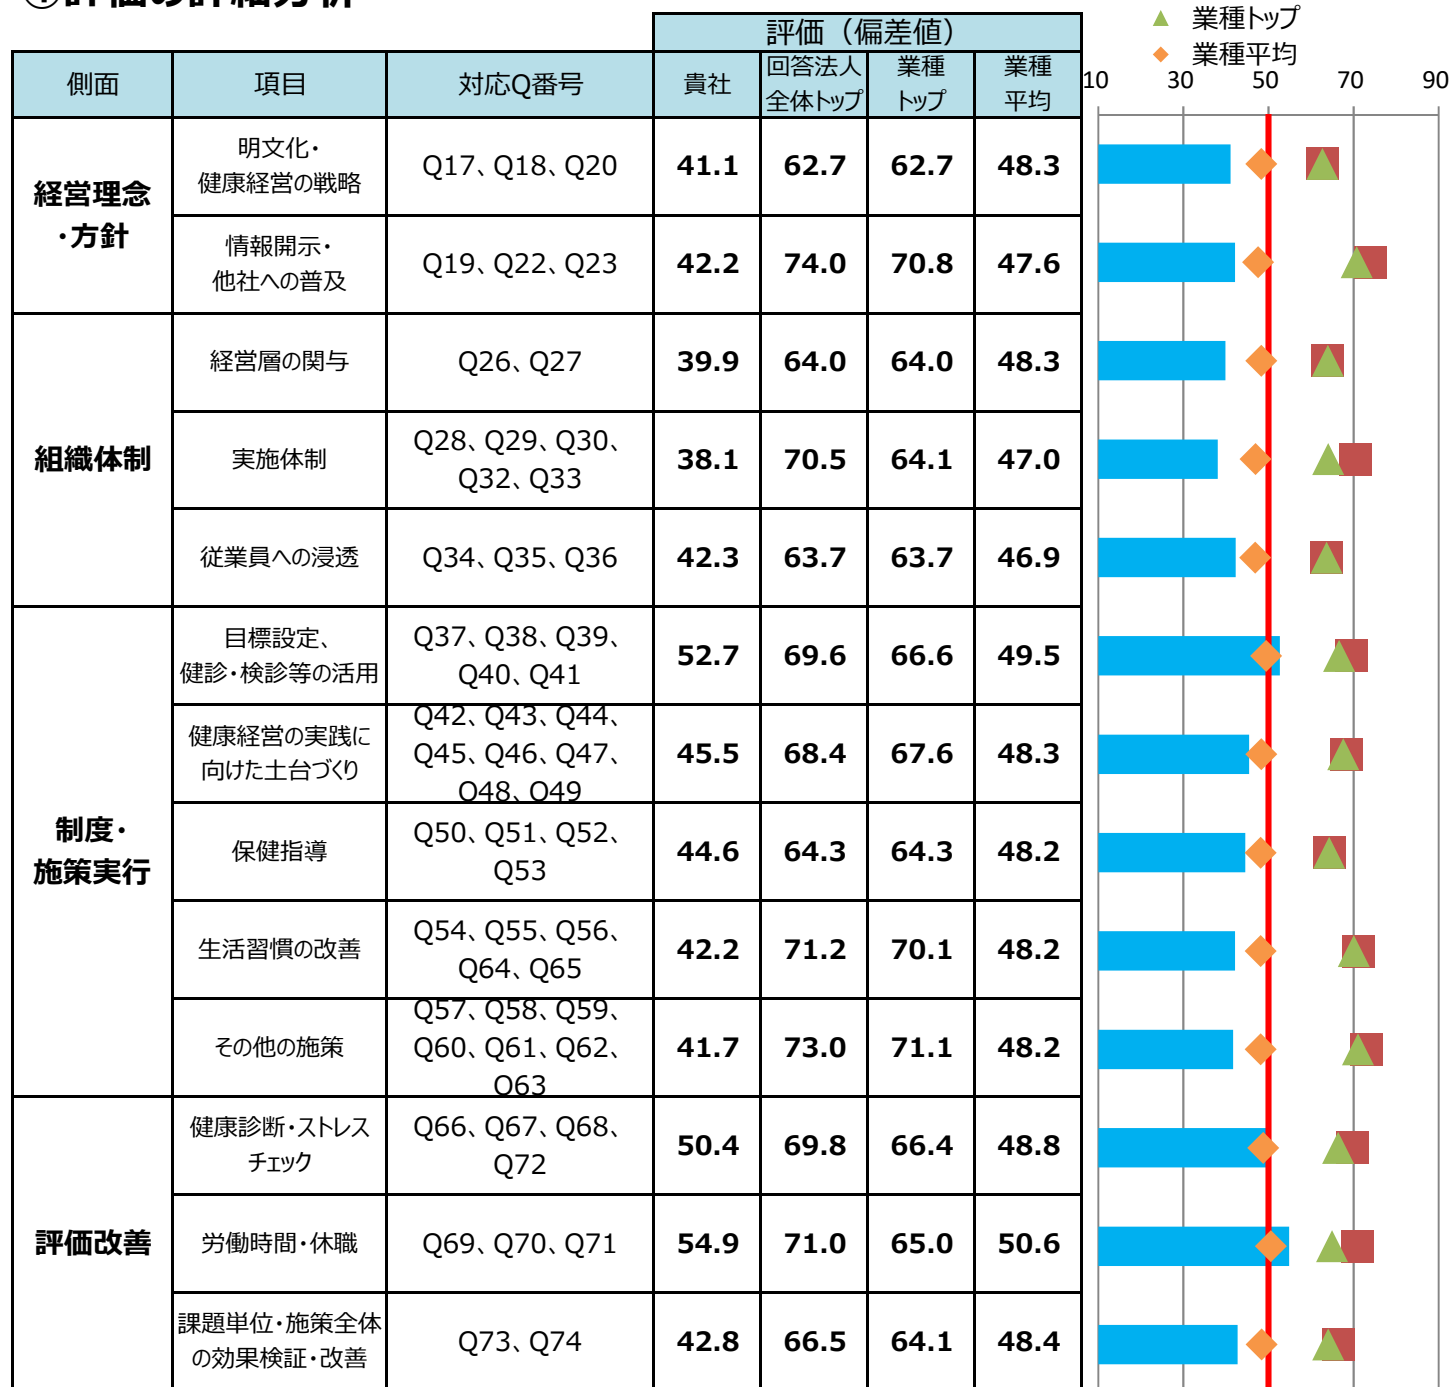 ①評価の詳細分析
▲ 業種トップ
◆ 業種平均
評価（偏差値）
側面 項目 対応Q番号 貴社 回答法人 業種 業種
全体トップ トップ 平均
10 30 50 70 90
経営理念
・方針
明文化・
健康経営の戦略
Q17、Q18、Q20
41.1 62.7 62.7 48.3
情報開示・
他社への普及
Q19、Q22、Q23
42.2 74.0 70.8 47.6
組織体制
経営層の関与
Q26、Q27
39.9 64.0 64.0 48.3
実施体制
Q28、Q29、Q30、
Q32、Q33
38.1 70.5 64.1 47.0
従業員への浸透
Q34、Q35、Q36
42.3 63.7 63.7 46.9
制度・
施策実行
目標設定、
健診・検診等の活用
Q37、Q38、Q39、
Q40、Q41
52.7 69.6 66.6 49.5
健康経営の実践に
向けた土台づくり
Q42、Q43、Q44、
Q45、Q46、Q47、
Q48、Q49
45.5 68.4 67.6 48.3
保健指導
Q50、Q51、Q52、
Q53
44.6 64.3 64.3 48.2
生活習慣の改善
Q54、Q55、Q56、
Q64、Q65
42.2 71.2 70.1 48.2
その他の施策
Q57、Q58、Q59、
Q60、Q61、Q62、
Q63
41.7 73.0 71.1 48.2
評価改善
健康診断・ストレス
チェック
Q66、Q67、Q68、
Q72
50.4 69.8 66.4 48.8
労働時間・休職
Q69、Q70、Q71
54.9 71.0 65.0 50.6
課題単位・施策全体
の効果検証・改善
Q73、Q74
42.8 66.5 64.1 48.4